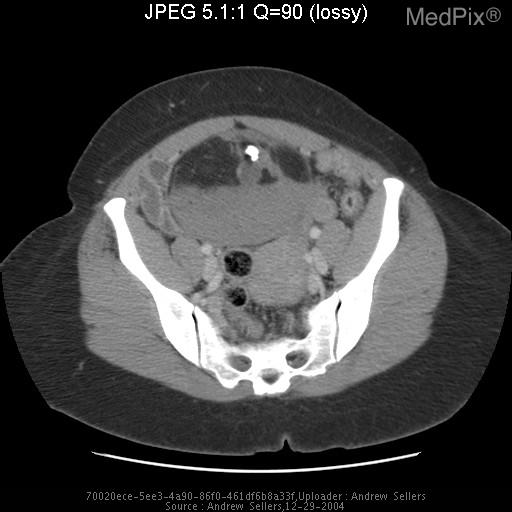 JPEG 5.1:1 Q=90 (lossy)
MedPix®
70020ece-5ee3-4a90-86f0-461df6b8a33f,Uploader : Andrew Sellers
Source : Andrew Sellers,12-29-2004